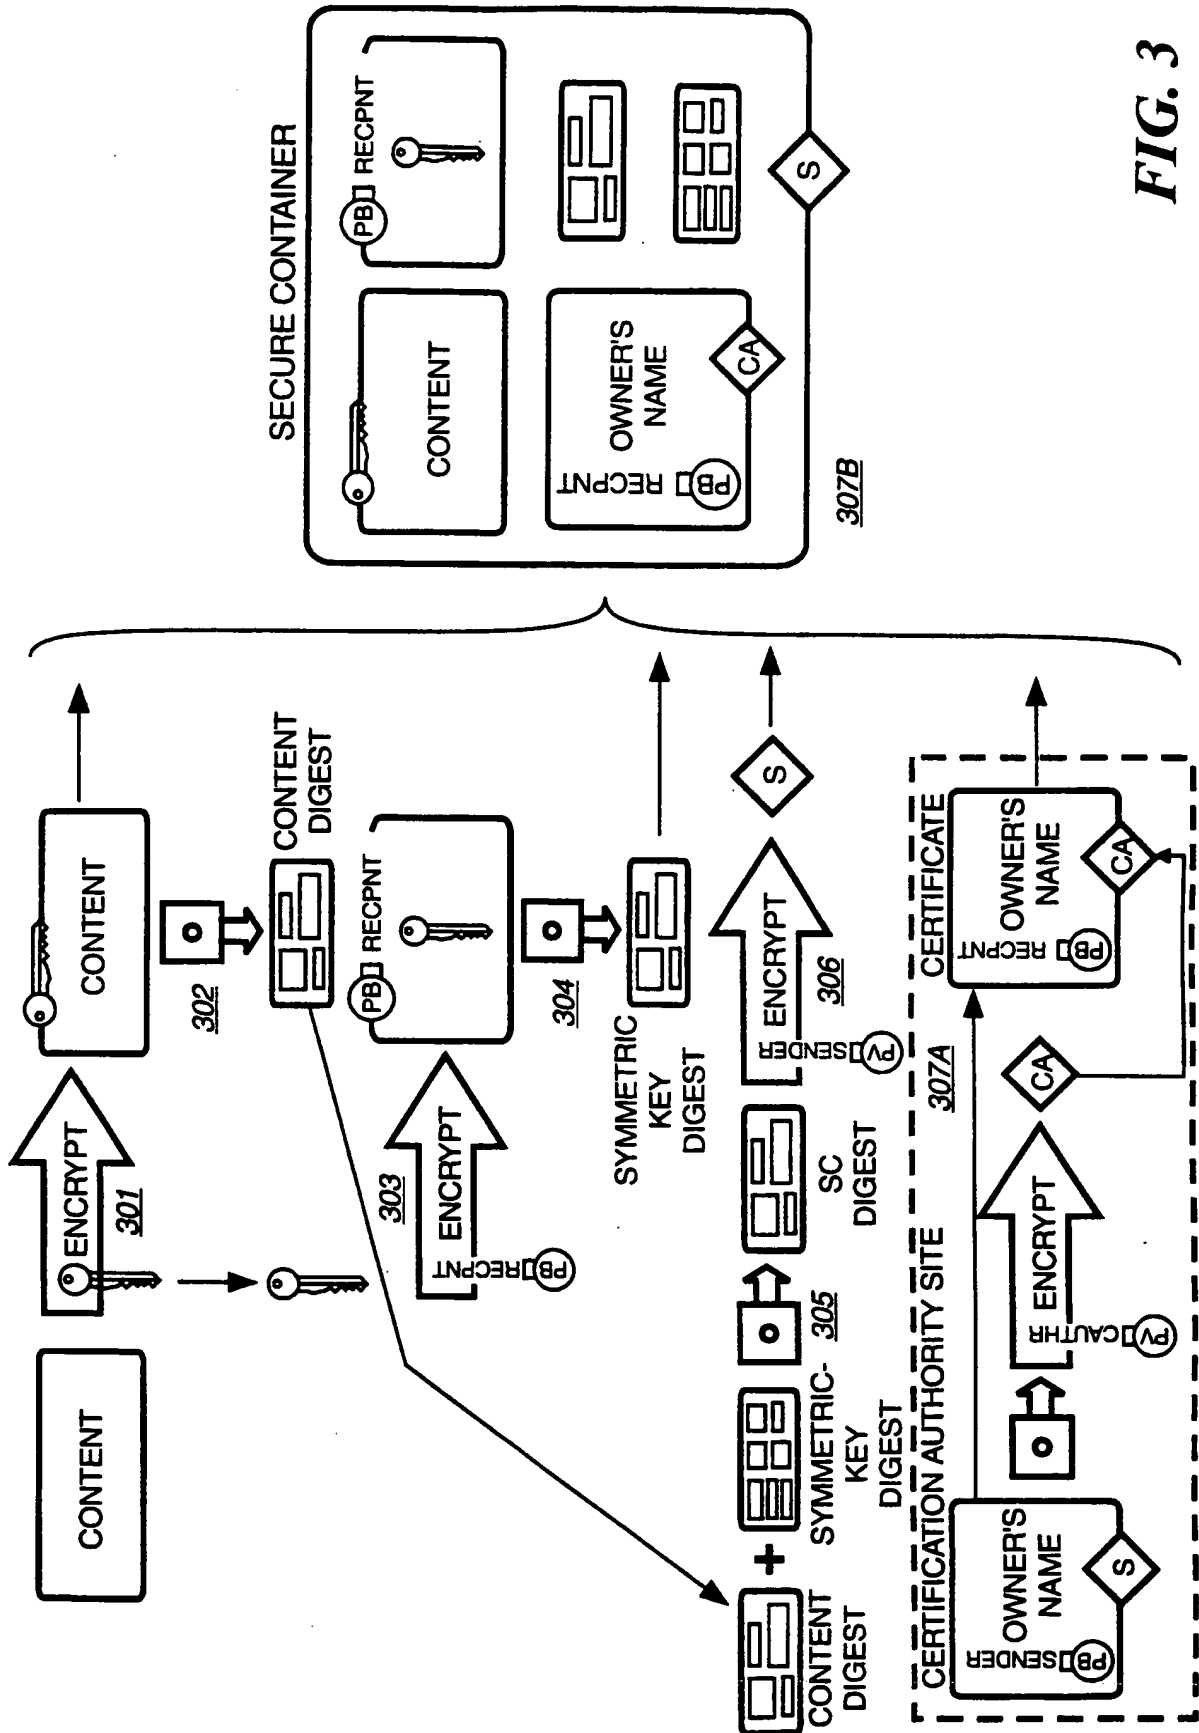 CONTENT
ENCRYPT
301
CONTENT
302
CONTENT
DIGEST
303
ENCRYPT
PB RECPNT
PB RECPNT
304
SYMMETRIC
KEY
DIGEST
CONTENT
DIGEST
+
SYMMETRIC-
KEY
DIGEST
305
SC
DIGEST
ENCRYPT
PV SENDER
306
S
CERTIFICATION AUTHORITY SITE
307A
CERTIFICATE
PB SENDER
OWNER'S
NAME
S
ENCRYPT
PV CAUTHR
CA
PB RECPNT
OWNER'S
NAME
CA
SECURE CONTAINER
CONTENT
PB RECPNT
PB RECPNT
OWNER'S
NAME
CA
S
307B
FIG. 3